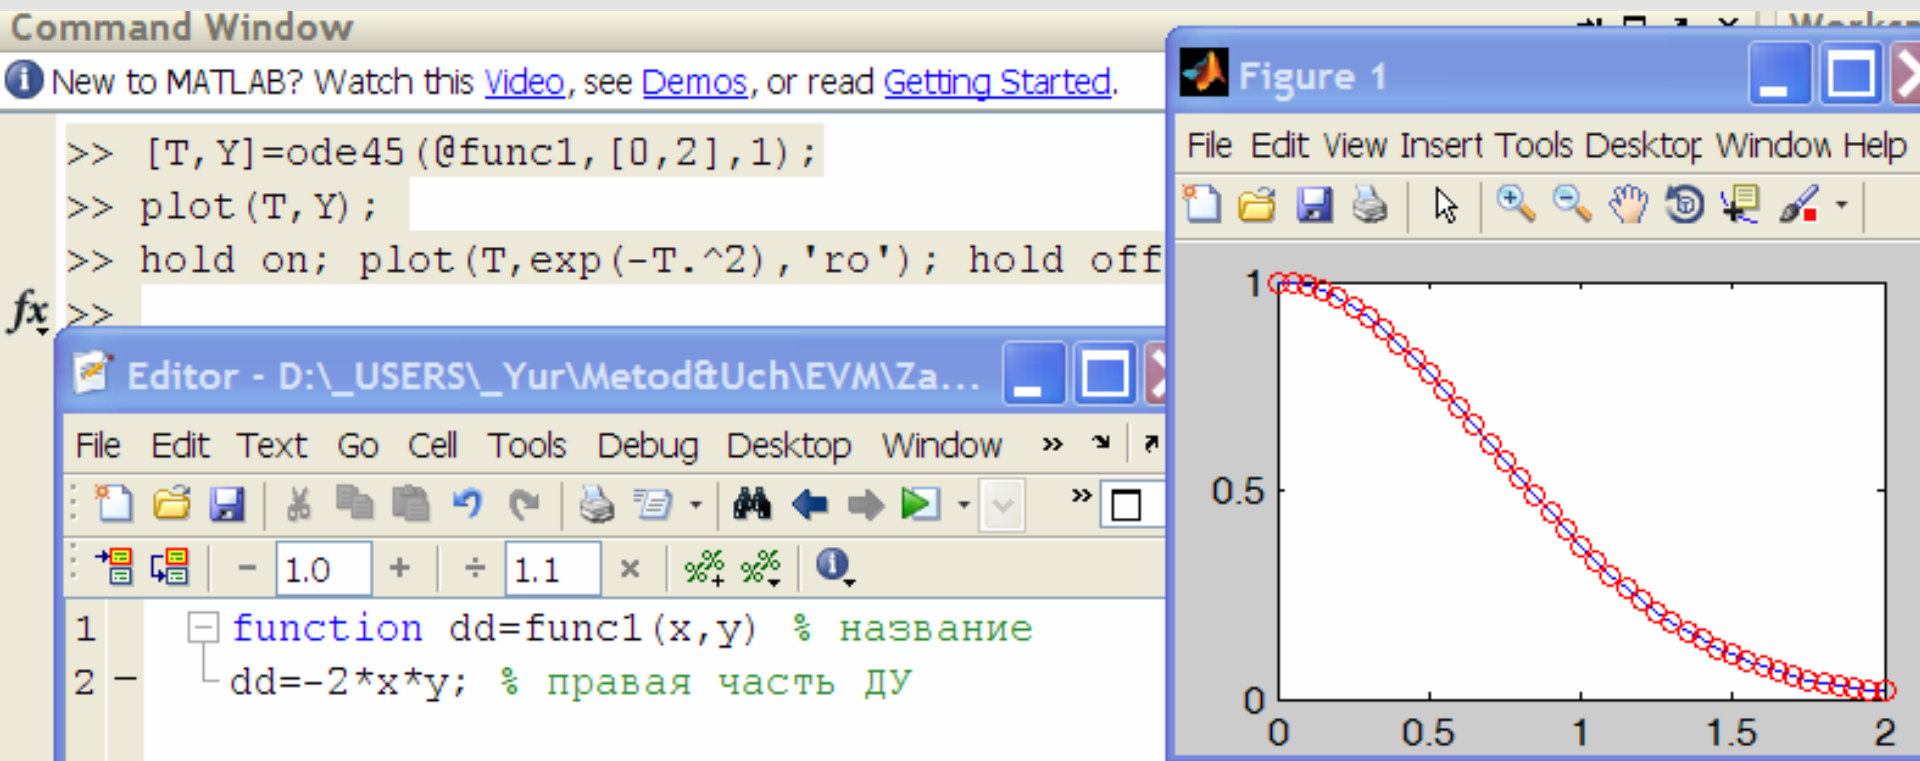 Command Window
New to MATLAB? Watch this Video, see Demos, or read Getting Started.
>> [T,Y]=ode45(@func1,[0,2],1);
>> plot(T,Y);
>> hold on; plot(T,exp(-T.^2),'ro'); hold off
fx >>
Editor - D:\_USERS\_Yur\Metod&Uch\EVM\Za...
File Edit Text Go Cell Tools Debug Desktop Window »
»
- 1.0 + ÷ 1.1 ×
1 function dd=func1(x,y) % название
2 - dd=-2*x*y; % правая часть ДУ
Figure 1
File Edit View Insert Tools Desktop Window Help
1
0.5
0
0 0.5 1 1.5 2